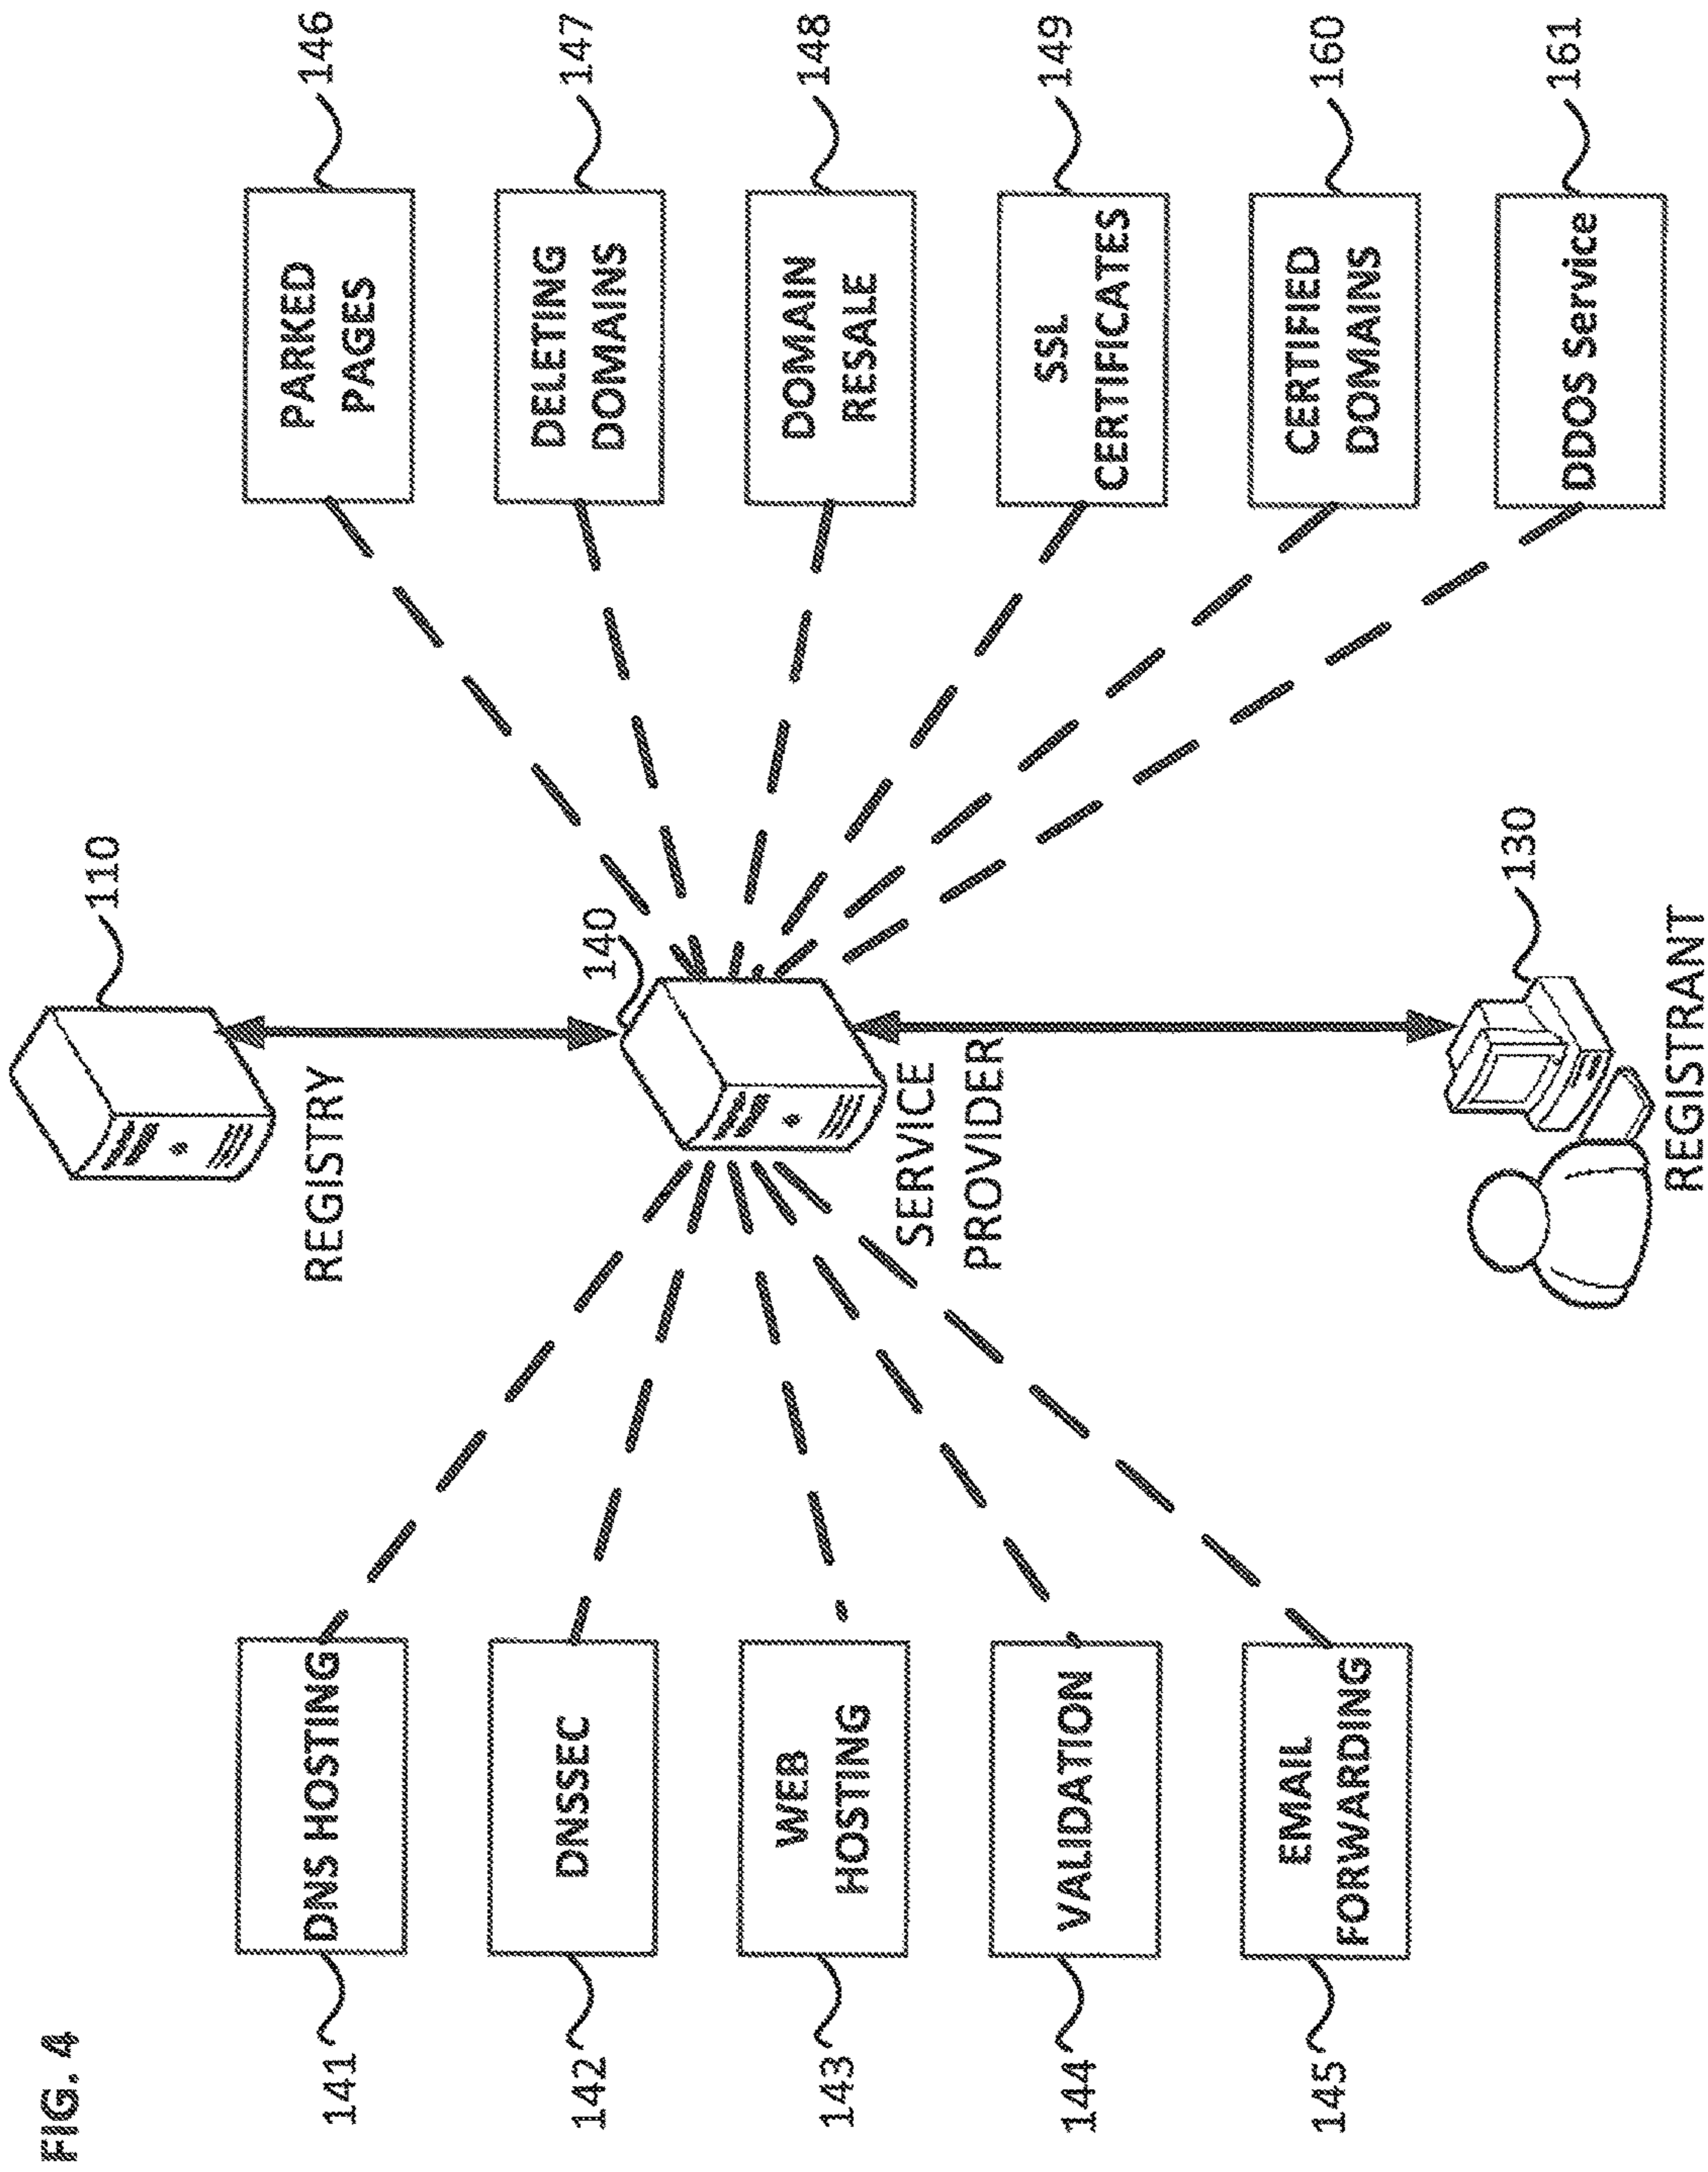 FIG. 4
110
REGISTRY
141
DNS HOSTING
142
DNSSEC
143
WEB
HOSTING
144
VALIDATION
145
EMAIL
FORWARDING
140
SERVICE
PROVIDER
PARKED
PAGES
146
DELETING
DOMAINS
147
DOMAIN
RESALE
148
SSL
CERTIFICATES
149
CERTIFIED
DOMAINS
160
DDOS Service
161
130
REGISTRANT